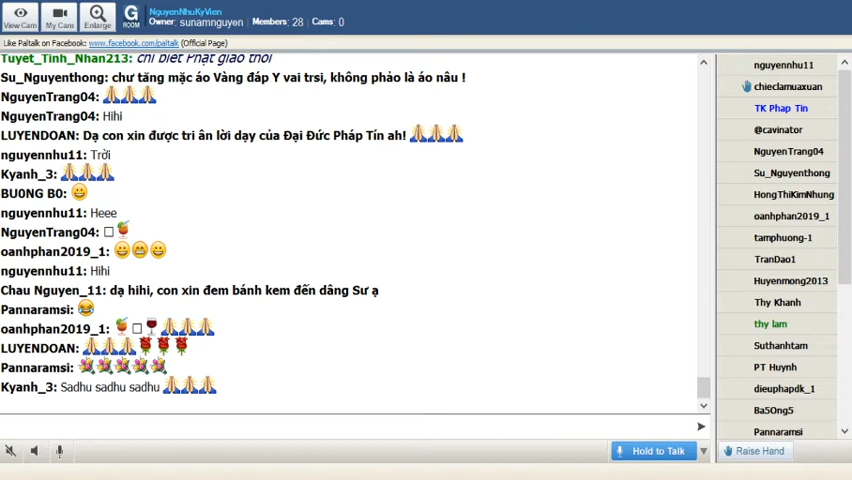 View Cam
My Cam
Enlarge
G
ROOM
NguyenNhuKyVien
Owner: sunamnguyen Members: 28 Cams: 0
Like Paltalk on Facebook: www.facebook.com/paltalk (Official Page)
Tuyet_Tinh_Nhan213: chỉ biết Phật giáo thôi
Su_Nguyenthong: chư tăng mặc áo Vàng đáp Y vai trsi, không phảo là áo nâu !
NguyenTrang04: 🙏🙏🙏
NguyenTrang04: Hihi
LUYENDOAN: Dạ con xin được tri ân lời dạy của Đại Đức Pháp Tín ah! 🙏🙏🙏
nguyennhu11: Trời
Kyanh_3: 🙏🙏🙏
BU0NG B0: 😀
nguyennhu11: Heee
NguyenTrang04: □🍹
oanhphan2019_1: 😀😁😀
nguyennhu11: Hihi
Chau Nguyen_11: dạ hihi, con xin đem bánh kem đến dâng Sư ạ
Pannaramsi: 😂
oanhphan2019_1: 🍹□🍷🙏🙏🙏
LUYENDOAN: 🙏🙏🙏🌹🌹🌹
Pannaramsi: 💐💐💐💐💐
Kyanh_3: Sadhu sadhu sadhu 🙏🙏🙏
Hold to Talk
nguyennhu11
chieclamuaxuan
TK Phap Tin
@cavinator
NguyenTrang04
Su_Nguyenthong
HongThiKimNhung
oanhphan2019_1
tamphuong-1
TranDao1
Huyenmong2013
Thy Khanh
thy lam
Suthanhtam
PT Huynh
dieuphapdk_1
Ba5Ong5
Pannaramsi
Raise Hand